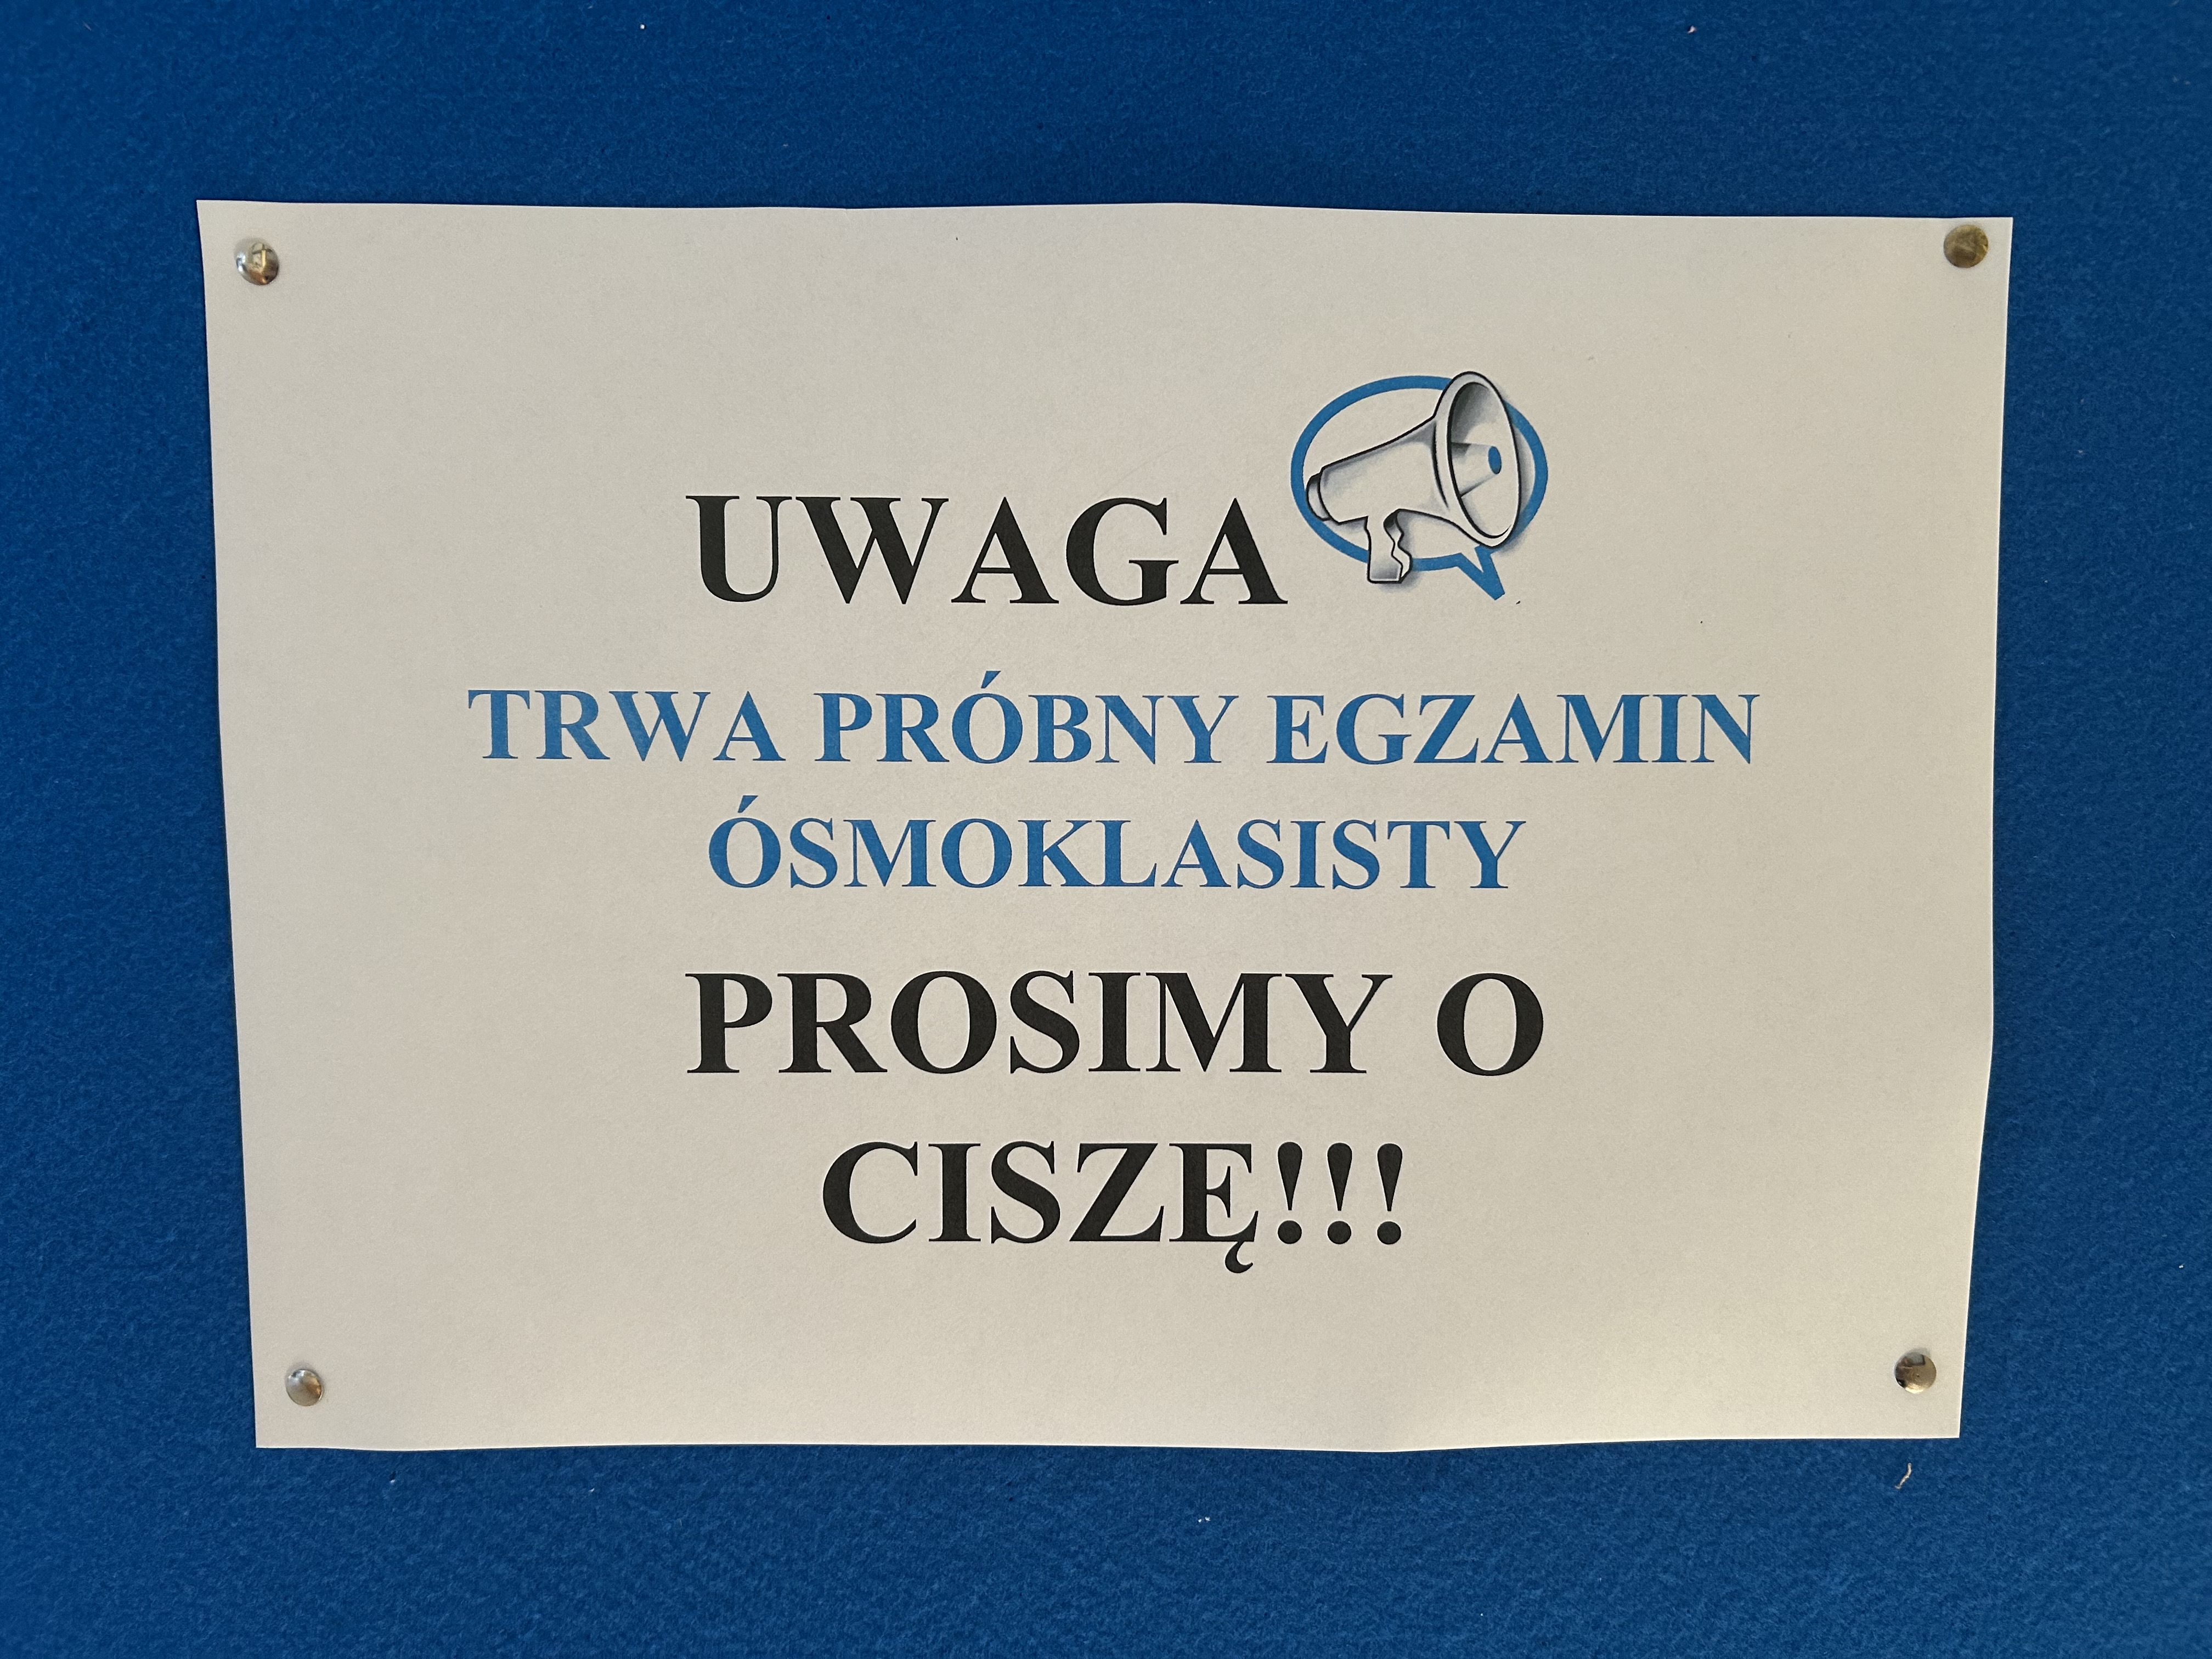 UWAGA
TRWA PRÓBNY EGZAMIN
ÓSMOKLASISTY
PROSIMY O
CISZĘ!!!